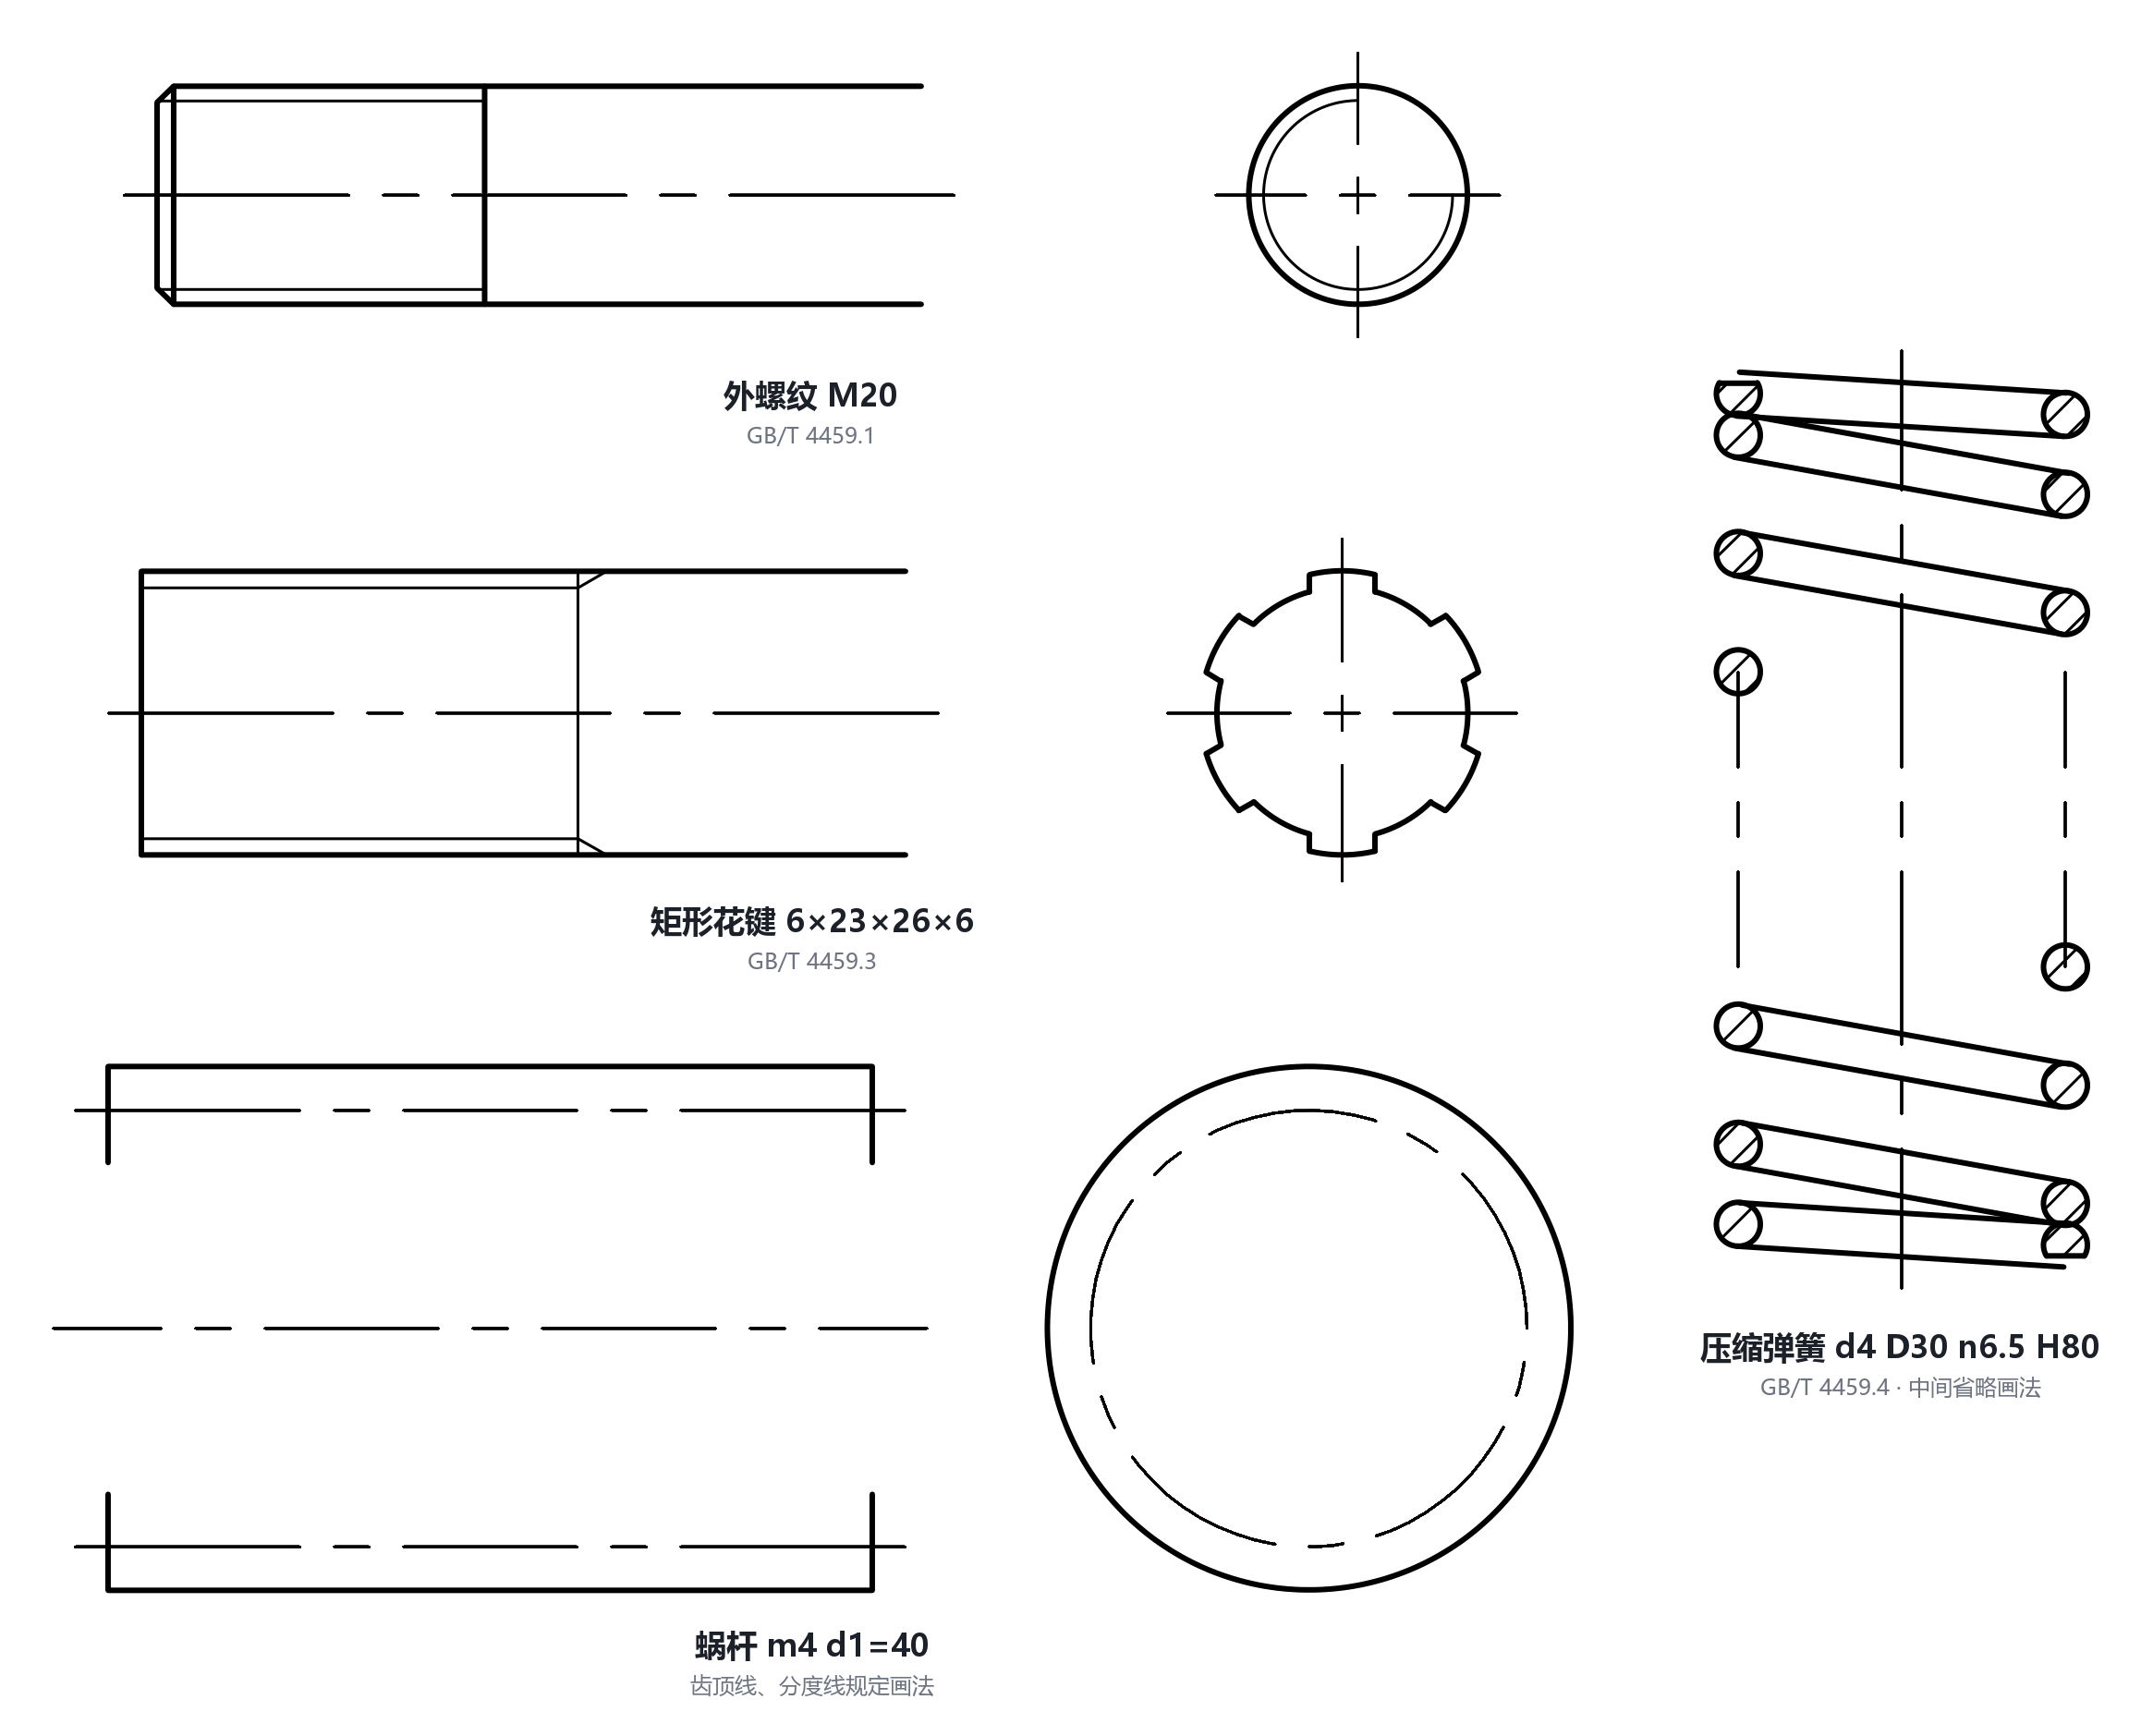 外螺纹 M20
GB/T 4459.1
矩形花键 6×23×26×6
GB/T 4459.3
压缩弹簧 d4 D30 n6.5 H80
GB/T 4459.4 · 中间省略画法
蜗杆 m4 d1=40
齿顶线、分度线规定画法